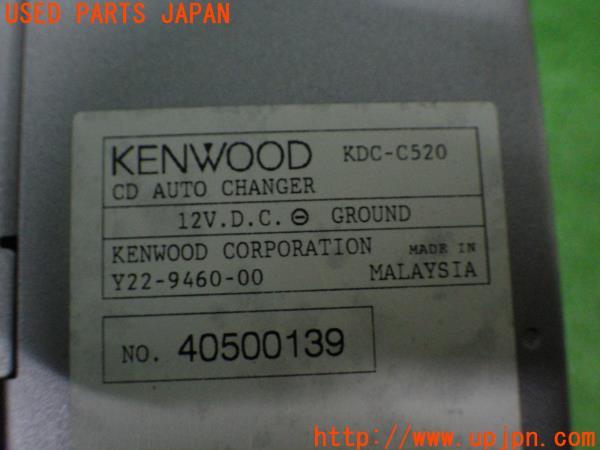 USED PARTS JAPAN
KENWOOD KDC-C520
CD AUTO CHANGER
12V.D.C. ⊖ GROUND
KENWOOD CORPORATION MADE IN
Y22-9460-00 MALAYSIA
NO. 40500139
http://www.upjpn.com